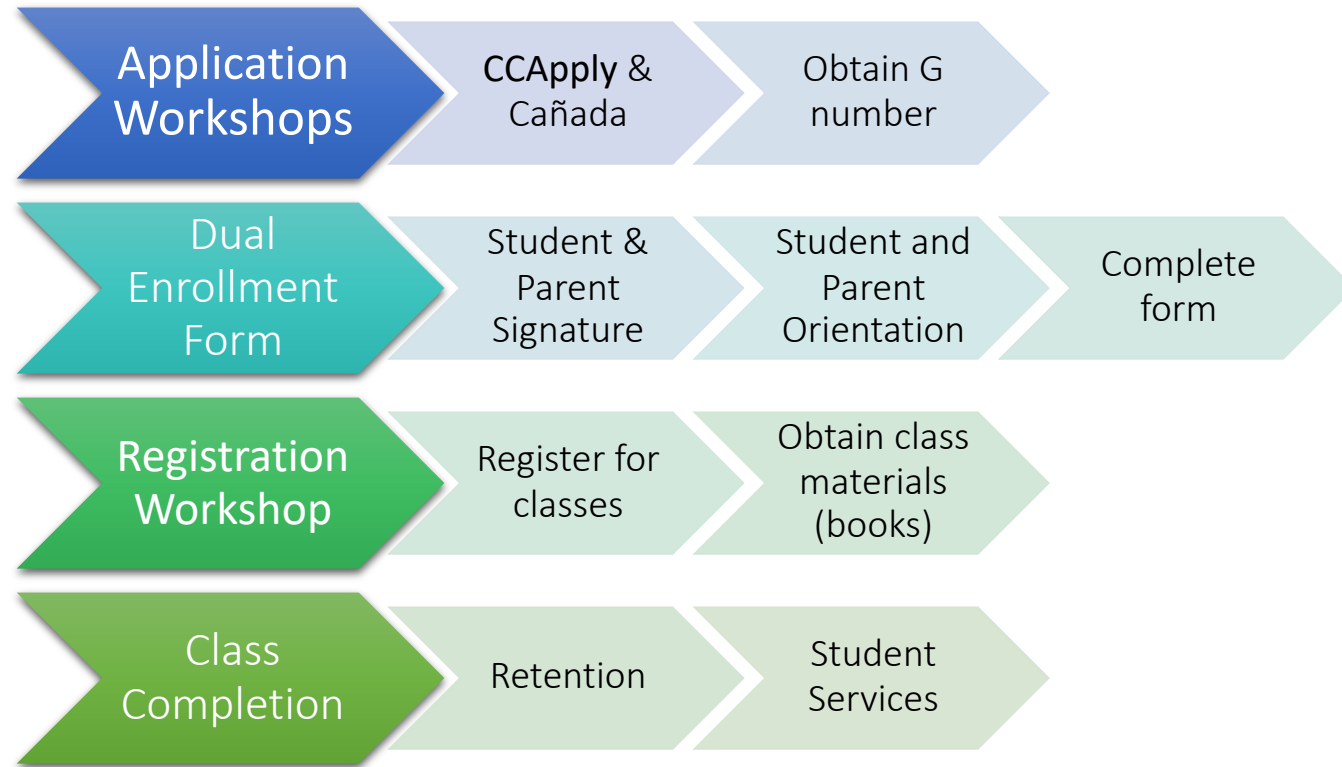 Application
Workshops
CCApply &
Cañada
Obtain G
number
Dual
Enrollment
Form
Student &
Parent
Signature
Student and
Parent
Orientation
Complete
form
Registration
Workshop
Register for
classes
Obtain class
materials
(books)
Class
Completion
Retention
Student
Services